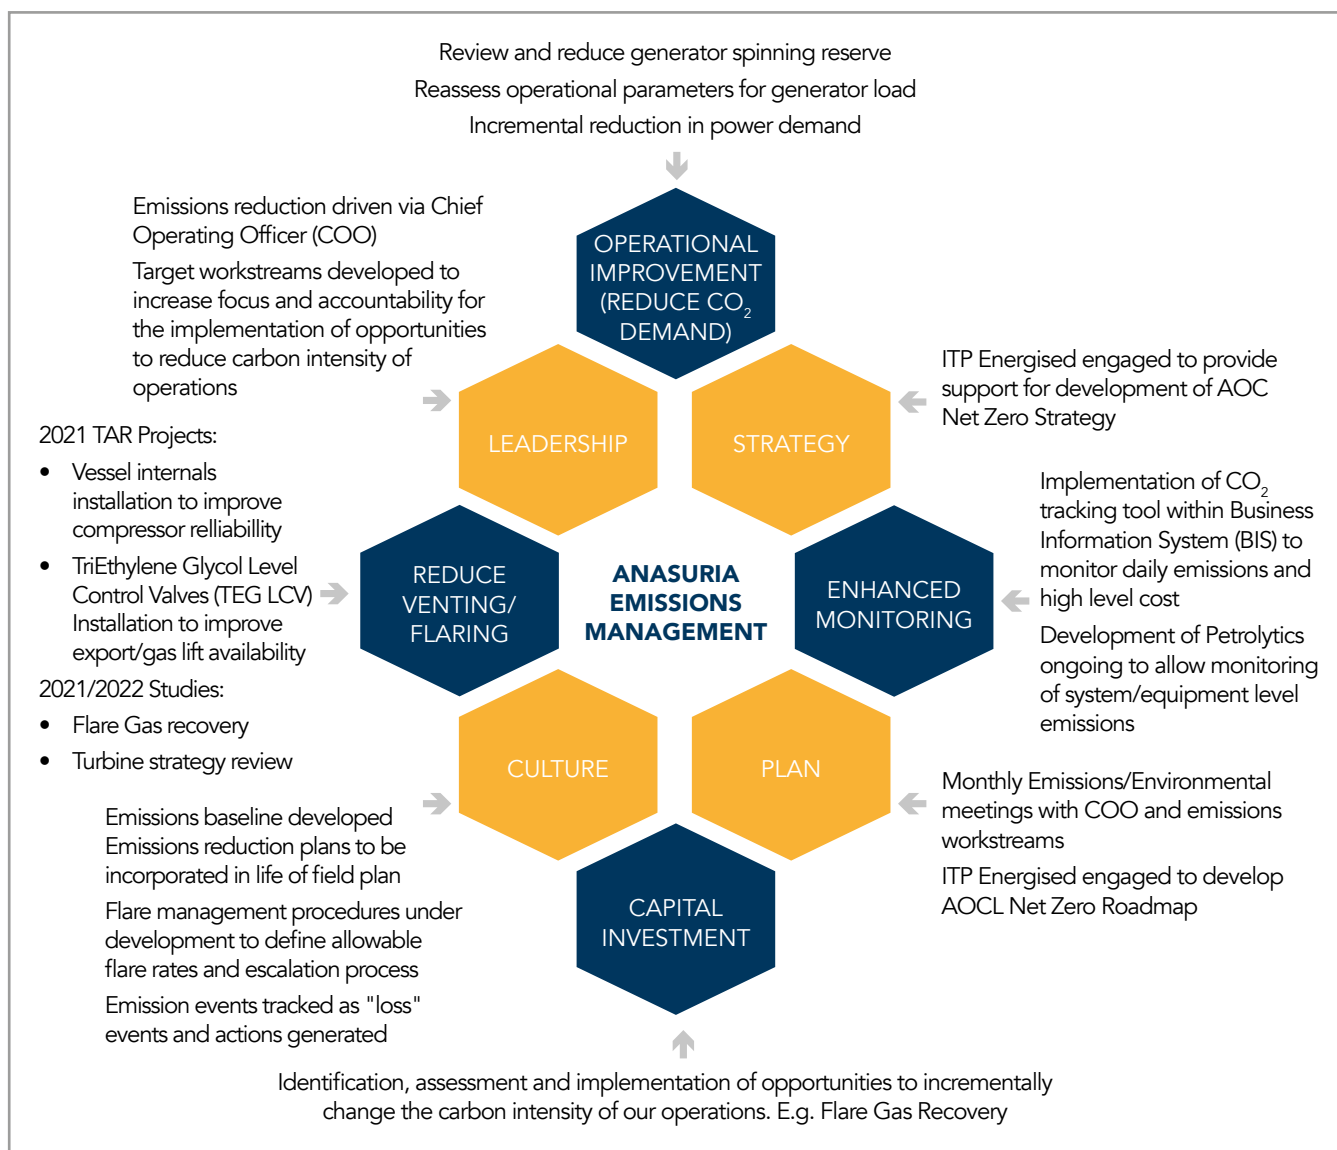 Review and reduce generator spinning reserve
Reassess operational parameters for generator load
Incremental reduction in power demand
OPERATIONAL
IMPROVEMENT
(REDUCE CO₂
DEMAND)
Emissions reduction driven via Chief
Operating Officer (COO)
Target workstreams developed to
increase focus and accountability for
the implementation of opportunities
to reduce carbon intensity of
operations
LEADERSHIP
STRATEGY
ITP Energised engaged to provide
support for development of AOC
Net Zero Strategy
2021 TAR Projects:
• Vessel internals
installation to improve
compressor relliabillity
• TriEthylene Glycol Level
Control Valves (TEG LCV)
Installation to improve
export/gas lift availability
2021/2022 Studies:
• Flare Gas recovery
• Turbine strategy review
REDUCE
VENTING/
FLARING
ANASURIA
EMISSIONS
MANAGEMENT
ENHANCED
MONITORING
Implementation of CO₂
tracking tool within Business
Information System (BIS) to
monitor daily emissions and
high level cost
Development of Petrolytics
ongoing to allow monitoring
of system/equipment level
emissions
CULTURE
PLAN
Emissions baseline developed
Emissions reduction plans to be
incorporated in life of field plan
Flare management procedures under
development to define allowable
flare rates and escalation process
Emission events tracked as "loss"
events and actions generated
Monthly Emissions/Environmental
meetings with COO and emissions
workstreams
ITP Energised engaged to develop
AOCL Net Zero Roadmap
CAPITAL
INVESTMENT
Identification, assessment and implementation of opportunities to incrementally
change the carbon intensity of our operations. E.g. Flare Gas Recovery